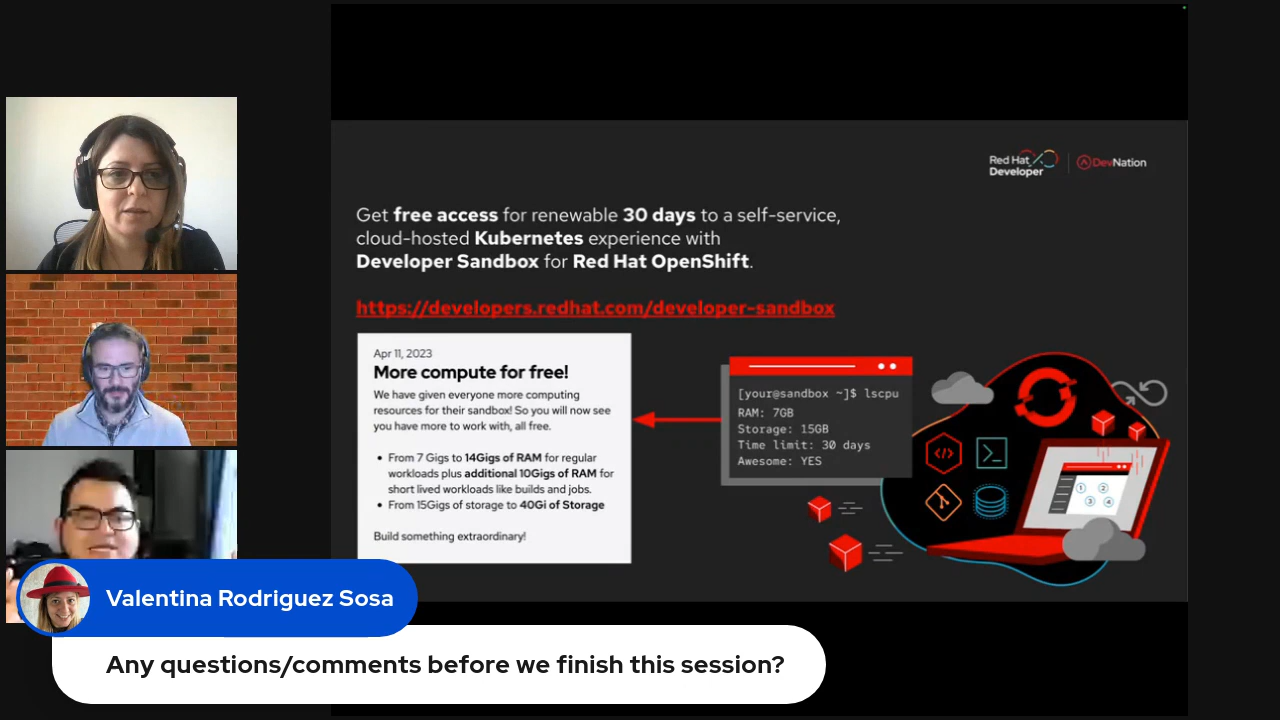 Red Hat
Developer
DevNation
Get free access for renewable 30 days to a self-service,
cloud-hosted Kubernetes experience with
Developer Sandbox for Red Hat OpenShift.
https://developers.redhat.com/developer-sandbox
Apr 11, 2023
More compute for free!
We have given everyone more computing
resources for their sandbox! So you will now see
you have more to work with, all free.
• From 7 Gigs to 14Gigs of RAM for regular
workloads plus additional 10Gigs of RAM for
short lived workloads like builds and jobs.
• From 15Gigs of storage to 40Gi of Storage
Build something extraordinary!
[your@sandbox ~]$ lscpu
RAM: 7GB
Storage: 15GB
Time limit: 30 days
Awesome: YES
1 2
3 4
Valentina Rodriguez Sosa
Any questions/comments before we finish this session?